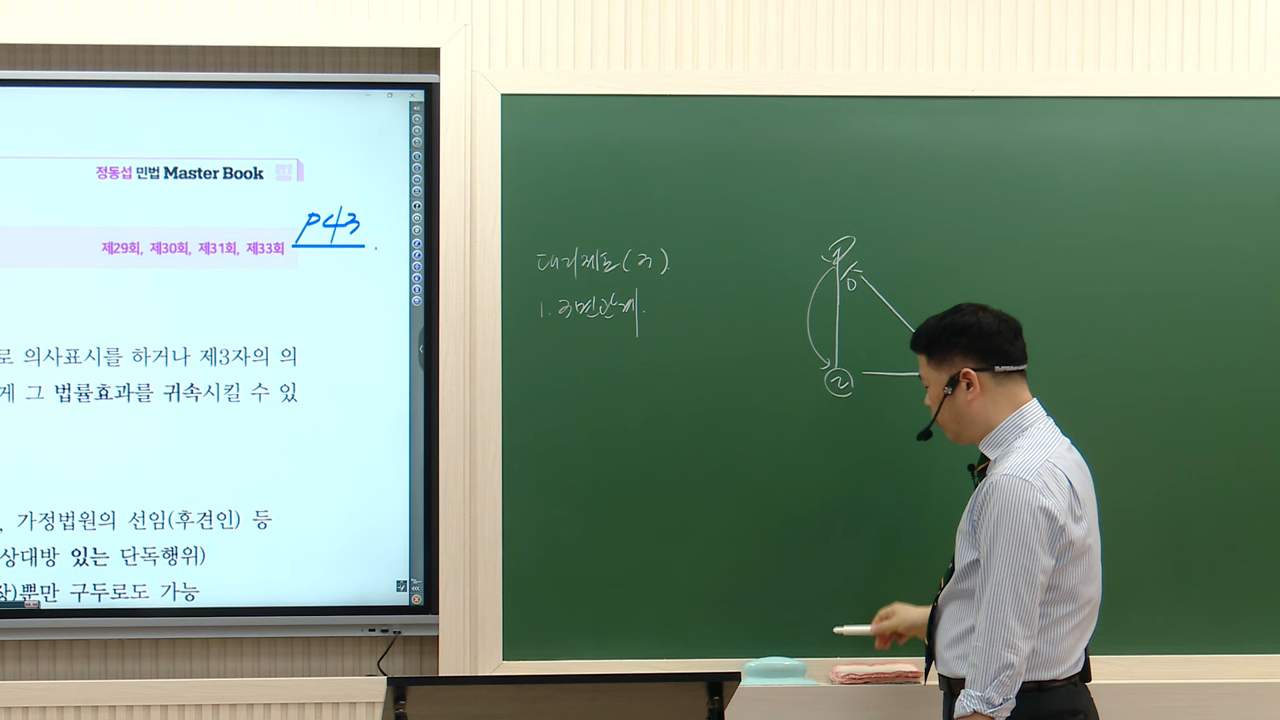 정동섭 민법 Master Book
P43
제29회, 제30회, 제31회, 제33회
로 의사표시를 하거나 제3자의 의
게 그 법률효과를 귀속시킬 수 있
, 가정법원의 선임(후견인) 등
상대방 있는 단독행위)
)뿐만 구두로도 가능
대리제도(3)
1. 3면관계.
甲
乙